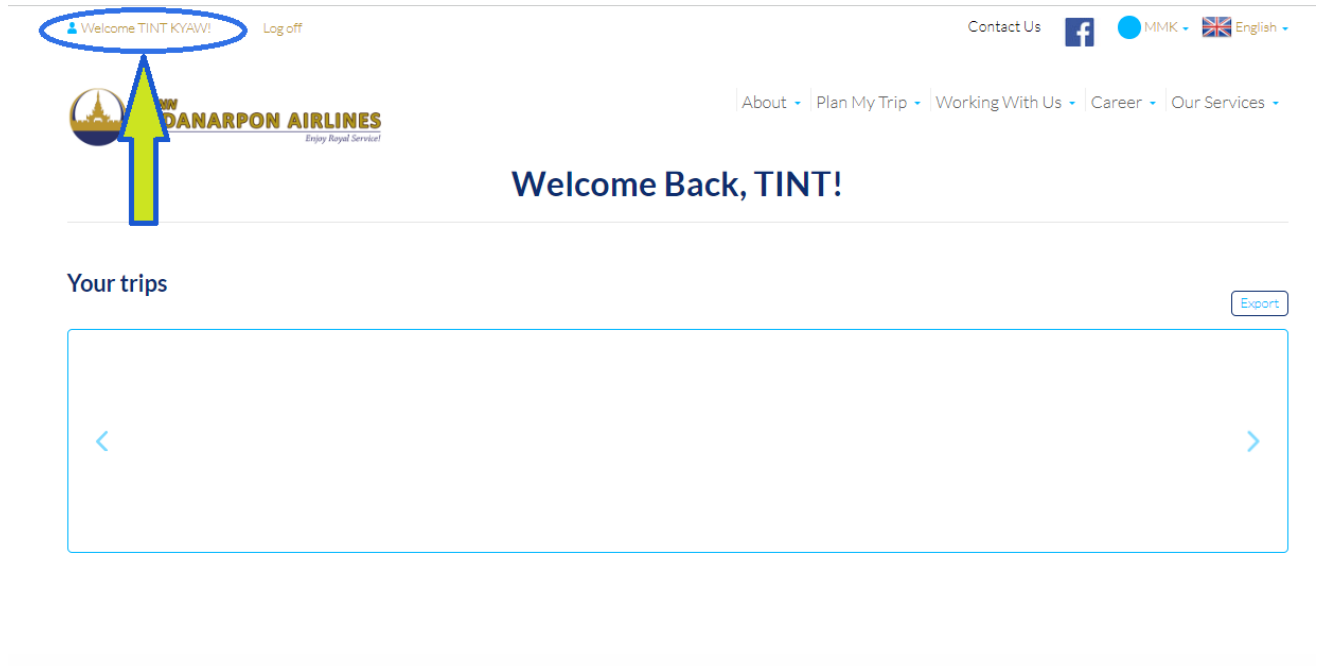 Welcome TINT KYAW! Log off Contact Us MMK English
About Plan My Trip Working With Us Career Our Services
DANARPON AIRLINES
Enjoy Royal Service!
Welcome Back, TINT!
Your trips
Export